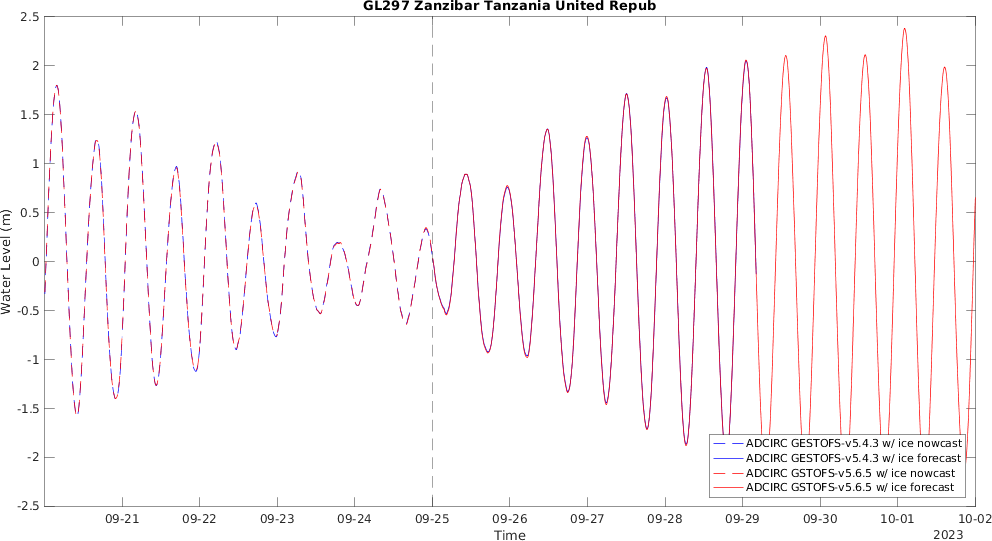 GL297 Zanzibar Tanzania United Repub
2.5
2
1.5
1
0.5
0
-0.5
-1
-1.5
-2
-2.5
Water Level (m)
ADCIRC GESTOFS-v5.4.3 w/ ice nowcast
ADCIRC GESTOFS-v5.4.3 w/ ice forecast
ADCIRC GSTOFS-v5.6.5 w/ ice nowcast
ADCIRC GSTOFS-v5.6.5 w/ ice forecast
09-21 09-22 09-23 09-24 09-25 09-26 09-27 09-28 09-29 09-30 10-01 10-02
Time
2023